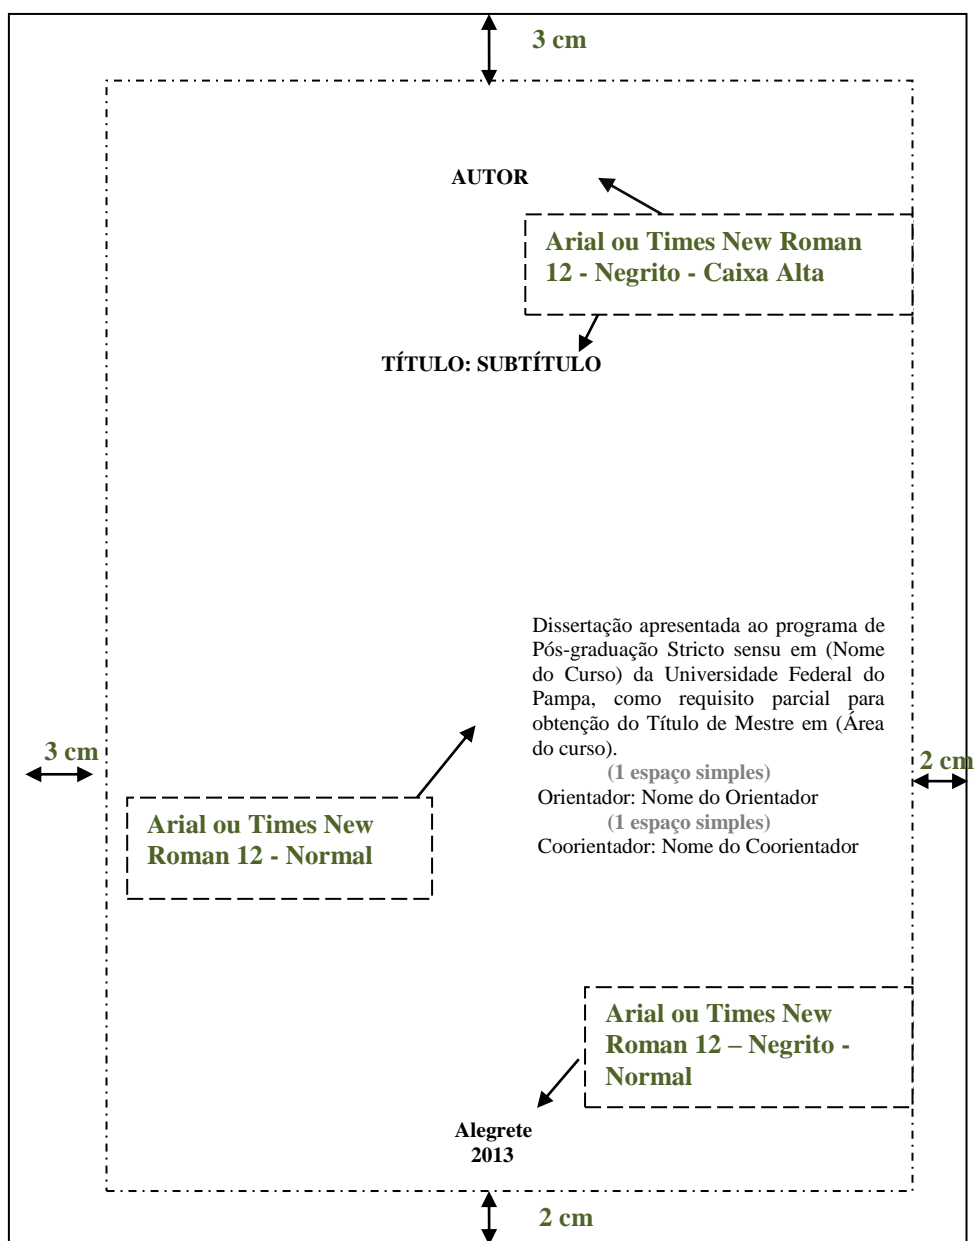 3 cm
AUTOR
Arial ou Times New Roman
12 - Negrito - Caixa Alta
TÍTULO: SUBTÍTULO
Dissertação apresentada ao programa de
Pós-graduação Stricto sensu em (Nome
do Curso) da Universidade Federal do
Pampa, como requisito parcial para
obtenção do Título de Mestre em (Área
do curso).
(1 espaço simples)
Orientador: Nome do Orientador
(1 espaço simples)
Coorientador: Nome do Coorientador
3 cm
2 cm
Arial ou Times New
Roman 12 - Normal
Arial ou Times New
Roman 12 – Negrito -
Normal
Alegrete
2013
2 cm